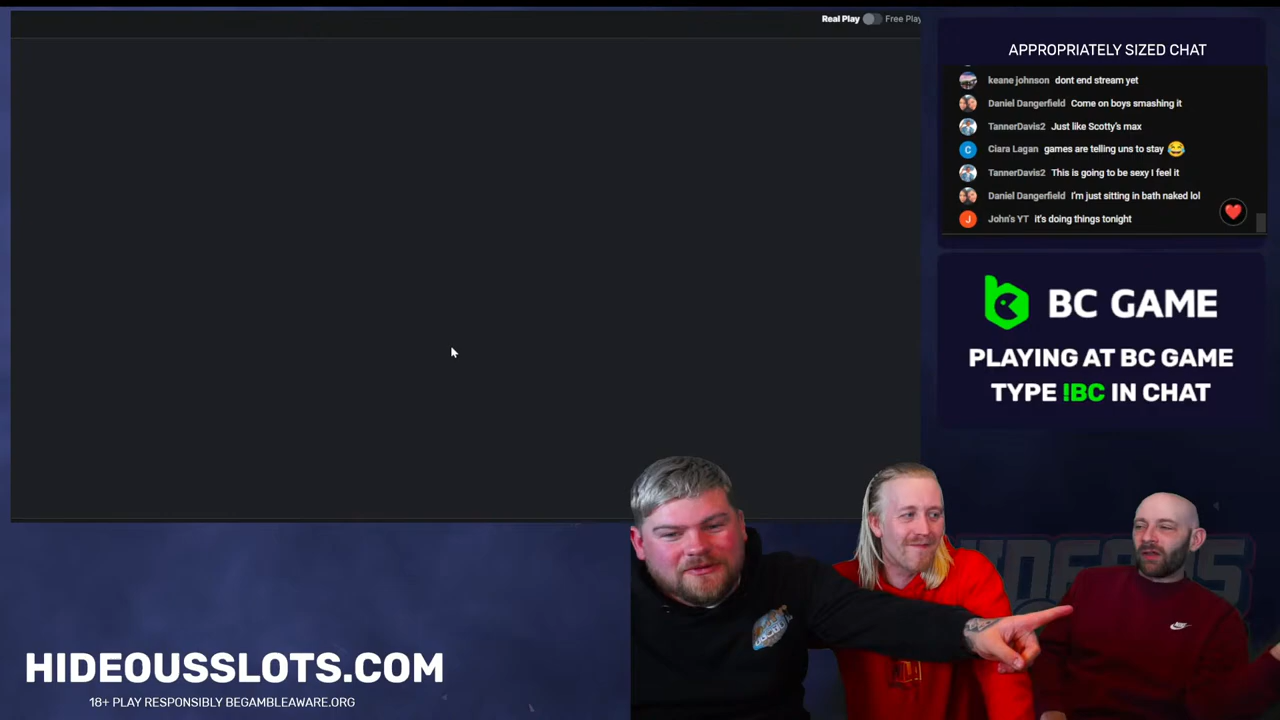 Real Play Free Play
APPROPRIATELY SIZED CHAT
keane johnson dont end stream yet
Daniel Dangerfield Come on boys smashing it
TannerDavis2 Just like Scotty's max
Ciara Lagan games are telling uns to stay 😂
TannerDavis2 This is going to be sexy I feel it
Daniel Dangerfield I'm just sitting in bath naked lol
J John's YT it's doing things tonight
C
BC GAME
PLAYING AT BC GAME
TYPE !BC IN CHAT
HIDEOUSSLOTS.COM
18+ PLAY RESPONSIBLY BEGAMBLEAWARE.ORG